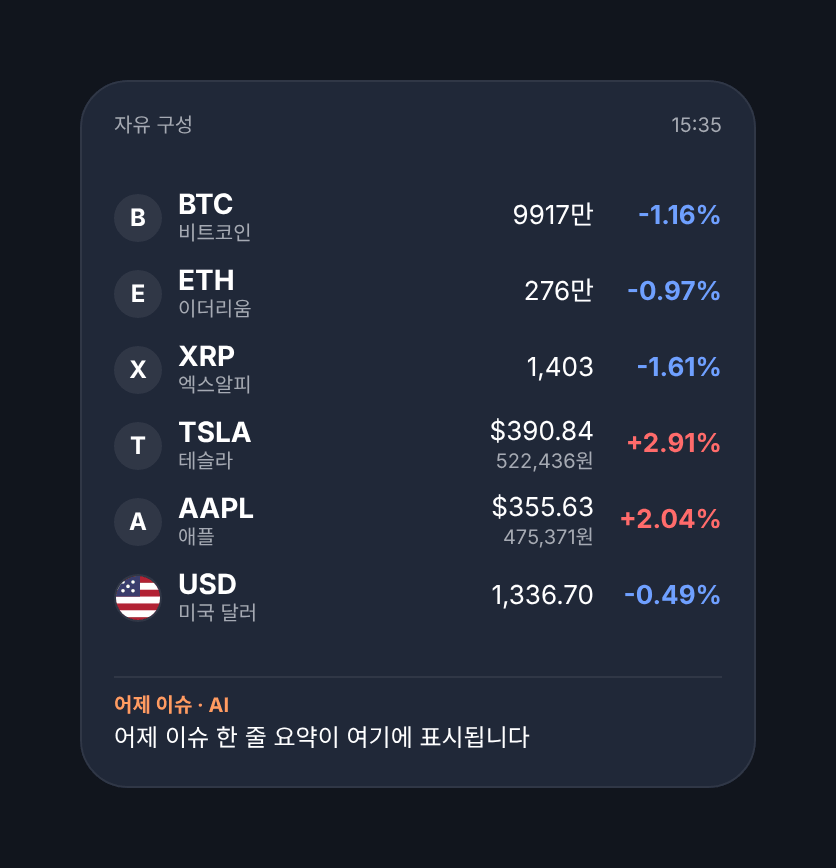 자유 구성 15:35
B BTC 9917만 -1.16%
비트코인
E ETH 276만 -0.97%
이더리움
X XRP 1,403 -1.61%
엑스알피
T TSLA $390.84 +2.91%
테슬라 522,436원
A AAPL $355.63 +2.04%
애플 475,371원
USD 1,336.70 -0.49%
미국 달러
어제 이슈 · AI
어제 이슈 한 줄 요약이 여기에 표시됩니다